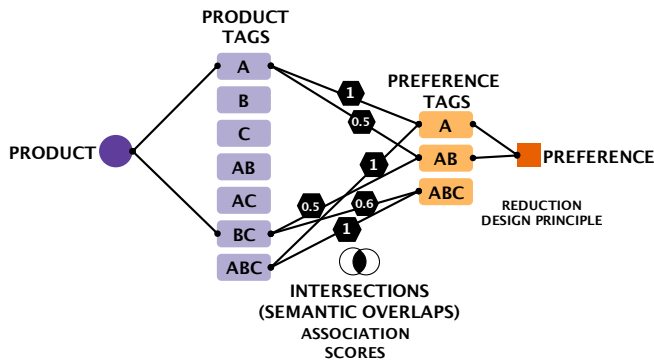 PRODUCT
TAGS
A
B
C
AB
AC
BC
ABC
PRODUCT
1
0.5
1
0.5
0.6
1
PREFERENCE
TAGS
A
AB
ABC
PREFERENCE
REDUCTION
DESIGN PRINCIPLE
INTERSECTIONS
(SEMANTIC OVERLAPS)
ASSOCIATION
SCORES